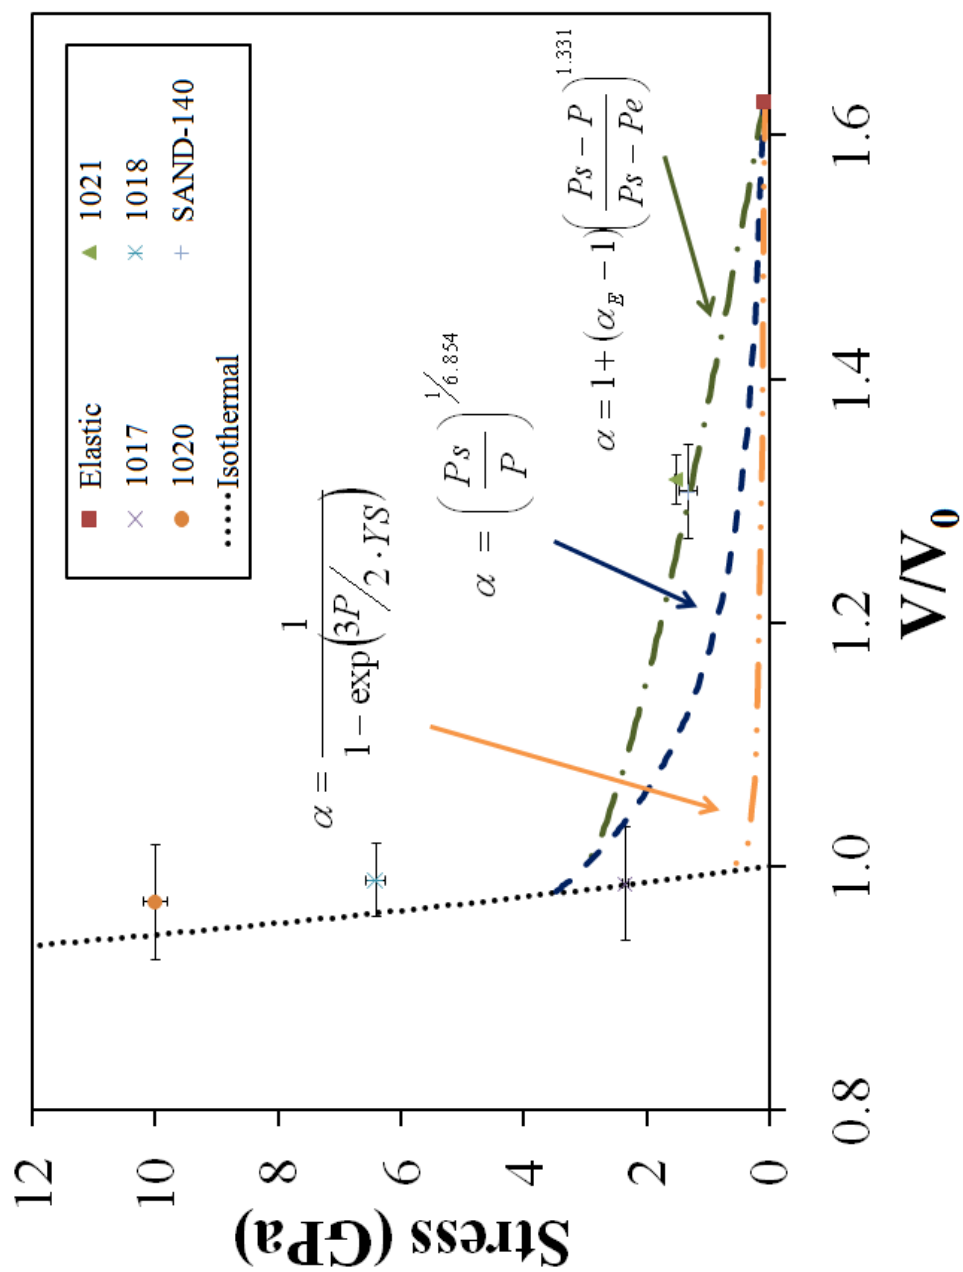 Stress (GPa)
12
10
8
6
4
2
0
0.8
1.0
1.2
1.4
1.6
V/V₀
Elastic
1021
1017
1018
1020
SAND-140
Isothermal
α = 1 / (1 − exp(3P/2·YS))
α = (Ps/P)^(1/6.854)
α = 1 + (α_E − 1)((Ps − P)/(Ps − Pe))^1.331